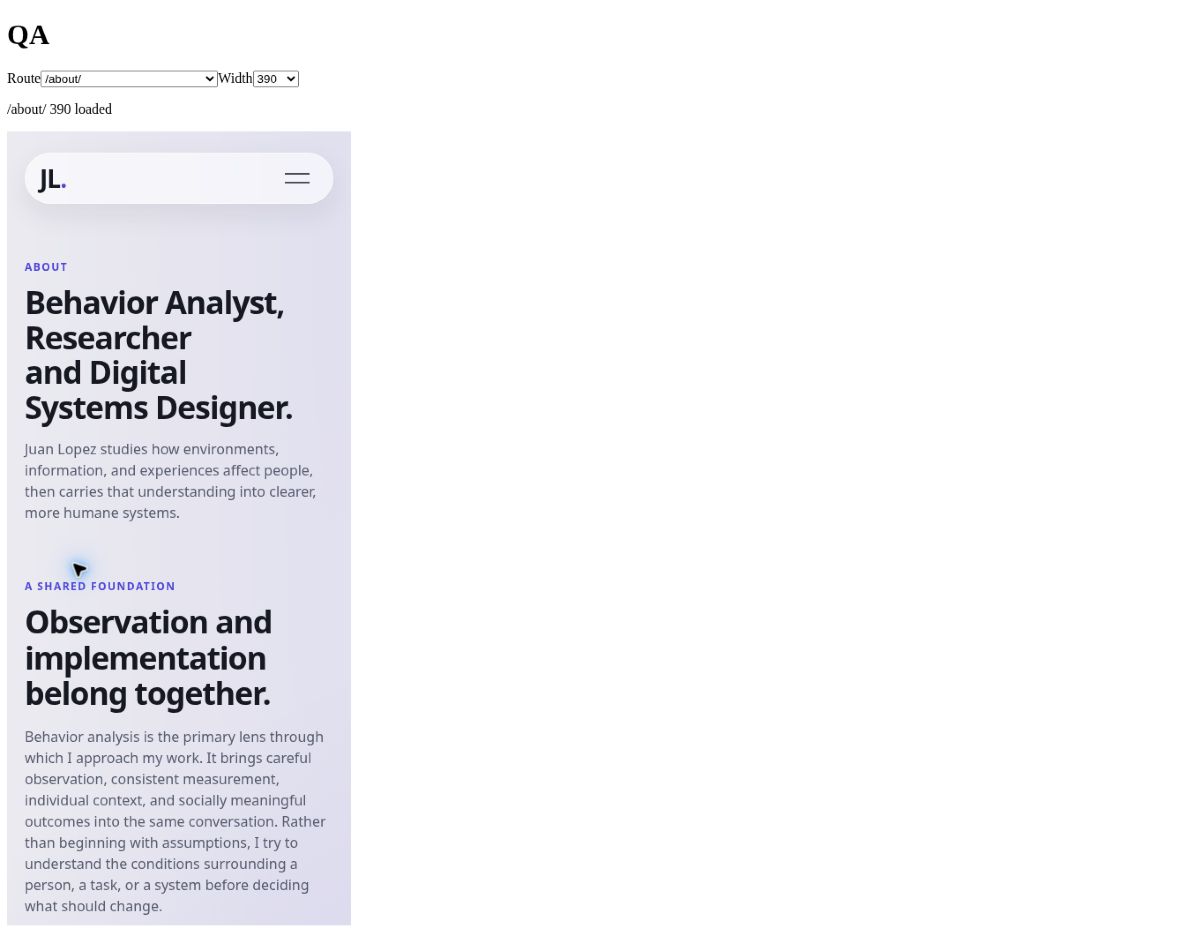 QA
Route /about/ Width 390
/about/ 390 loaded
JL.
ABOUT
Behavior Analyst,
Researcher
and Digital
Systems Designer.
Juan Lopez studies how environments,
information, and experiences affect people,
then carries that understanding into clearer,
more humane systems.
A SHARED FOUNDATION
Observation and
implementation
belong together.
Behavior analysis is the primary lens through
which I approach my work. It brings careful
observation, consistent measurement,
individual context, and socially meaningful
outcomes into the same conversation. Rather
than beginning with assumptions, I try to
understand the conditions surrounding a
person, a task, or a system before deciding
what should change.